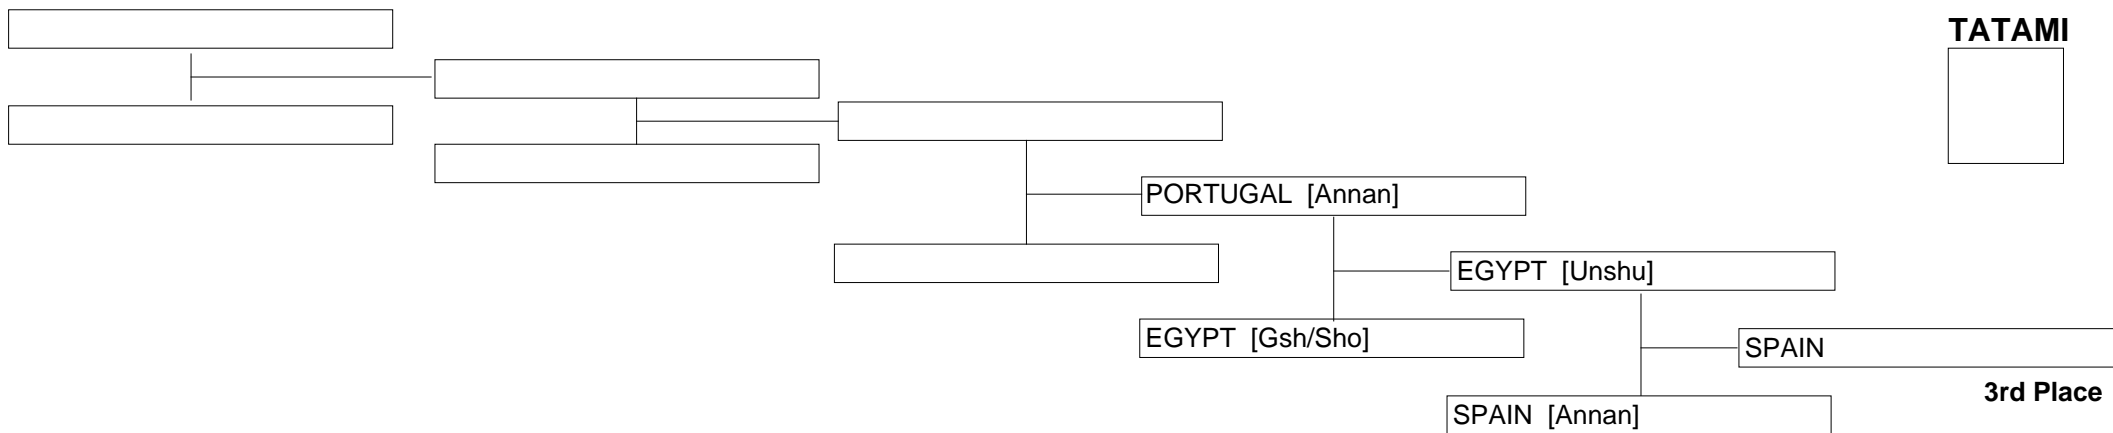 TATAMI
PORTUGAL [Annan]
EGYPT [Unshu]
EGYPT [Gsh/Sho]
SPAIN
3rd Place
SPAIN [Annan]